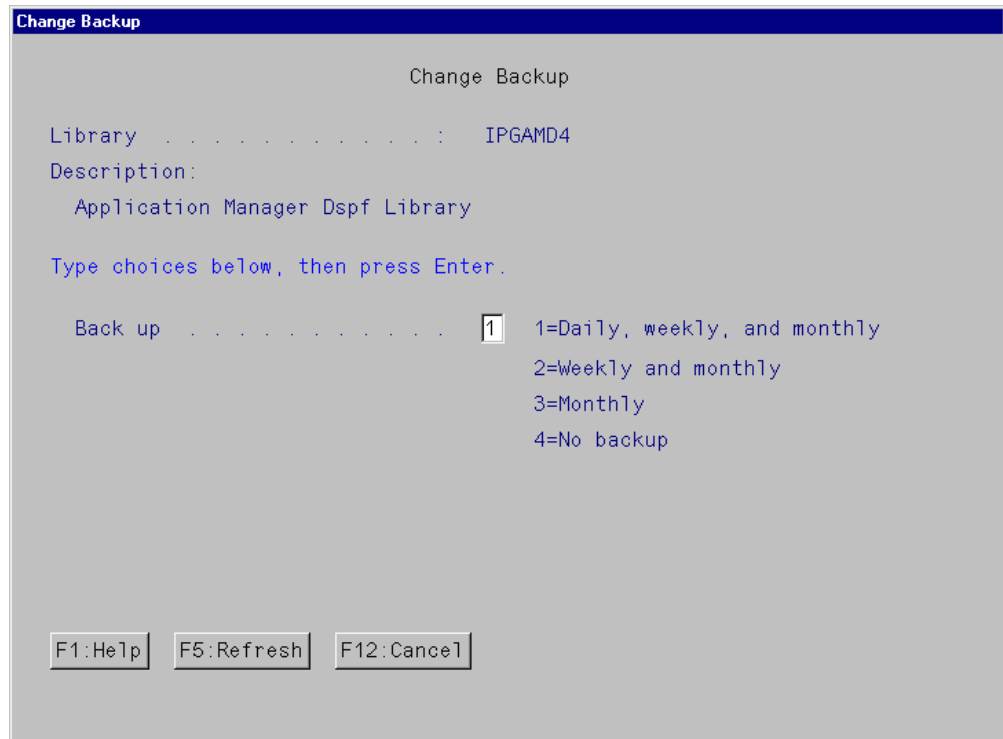 Change Backup
Change Backup
Library . . . . . . . . . . . : IPGAMD4
Description:
Application Manager Dspf Library
Type choices below, then press Enter.
Back up . . . . . . . . . . . 1 1=Daily, weekly, and monthly
2=Weekly and monthly
3=Monthly
4=No backup
F1:Help F5:Refresh F12:Cancel